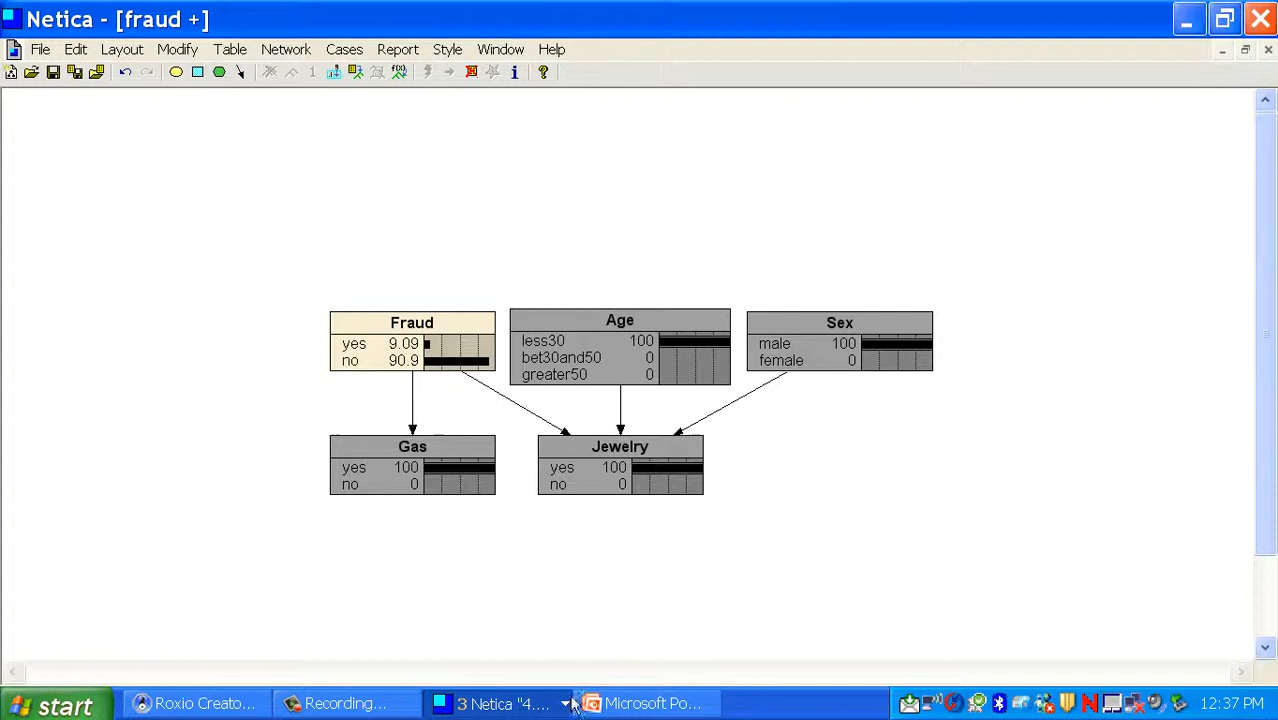 Netica - [fraud +]
File Edit Layout Modify Table Network Cases Report Style Window Help
1 f(x) i ?
Fraud
yes 9.09
no 90.9
Age
less30 100
bet30and50 0
greater50 0
Sex
male 100
female 0
Gas
yes 100
no 0
Jewelry
yes 100
no 0
start Roxio Creato... Recording... 3 Netica "4.... Microsoft Po... N 12:37 PM